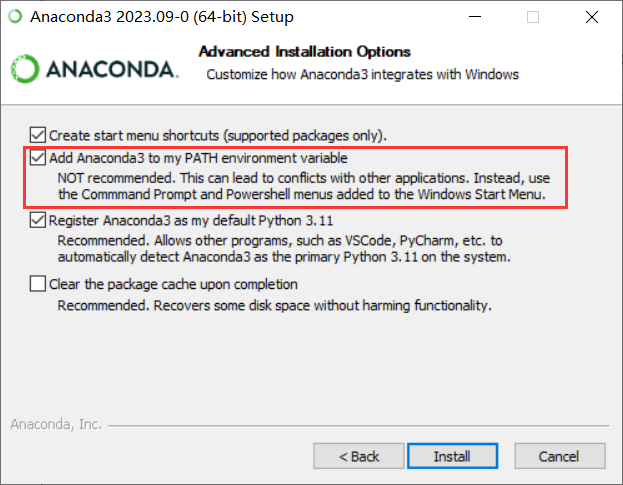 Anaconda3 2023.09-0 (64-bit) Setup
Advanced Installation Options
Customize how Anaconda3 integrates with Windows
ANACONDA.
Create start menu shortcuts (supported packages only).
Add Anaconda3 to my PATH environment variable
NOT recommended. This can lead to conflicts with other applications. Instead, use
the Commmand Prompt and Powershell menus added to the Windows Start Menu.
Register Anaconda3 as my default Python 3.11
Recommended. Allows other programs, such as VSCode, PyCharm, etc. to
automatically detect Anaconda3 as the primary Python 3.11 on the system.
Clear the package cache upon completion
Recommended. Recovers some disk space without harming functionality.
Anaconda, Inc.
< Back Install Cancel